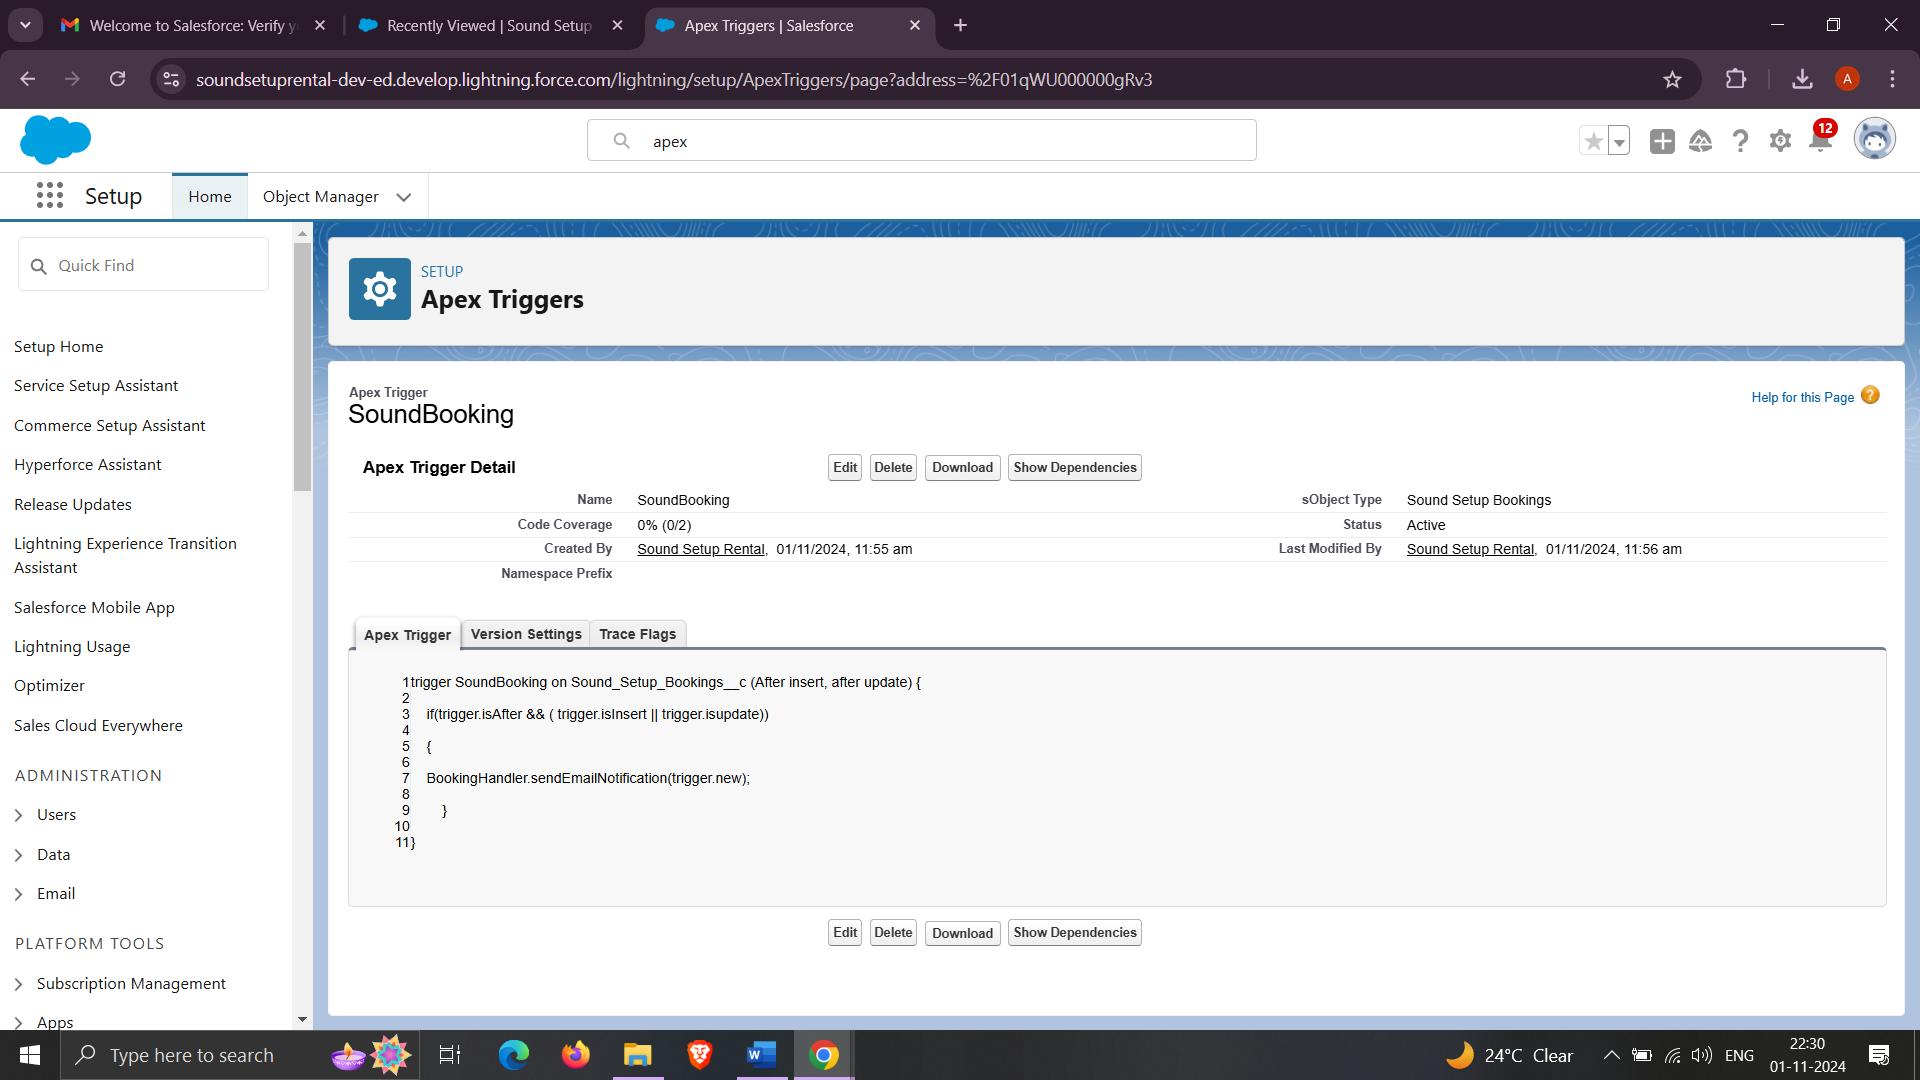 Welcome to Salesforce: Verify y
Recently Viewed | Sound Setup
Apex Triggers | Salesforce
soundsetuprental-dev-ed.develop.lightning.force.com/lightning/setup/ApexTriggers/page?address=%2F01qWU000000gRv3
A
apex
12
Setup
Home
Object Manager
Quick Find
Setup Home
Service Setup Assistant
Commerce Setup Assistant
Hyperforce Assistant
Release Updates
Lightning Experience Transition
Assistant
Salesforce Mobile App
Lightning Usage
Optimizer
Sales Cloud Everywhere
ADMINISTRATION
Users
Data
Email
PLATFORM TOOLS
Subscription Management
Apps
SETUP
Apex Triggers
Apex Trigger
SoundBooking
Help for this Page ?
Apex Trigger Detail
Edit Delete Download Show Dependencies
Name SoundBooking sObject Type Sound Setup Bookings
Code Coverage 0% (0/2) Status Active
Created By Sound Setup Rental, 01/11/2024, 11:55 am Last Modified By Sound Setup Rental, 01/11/2024, 11:56 am
Namespace Prefix
Apex Trigger Version Settings Trace Flags
1trigger SoundBooking on Sound_Setup_Bookings__c (After insert, after update) {
2
3 if(trigger.isAfter && ( trigger.isInsert || trigger.isupdate))
4
5 {
6
7 BookingHandler.sendEmailNotification(trigger.new);
8
9 }
10
11}
Edit Delete Download Show Dependencies
Type here to search
24°C Clear
ENG
22:30
01-11-2024